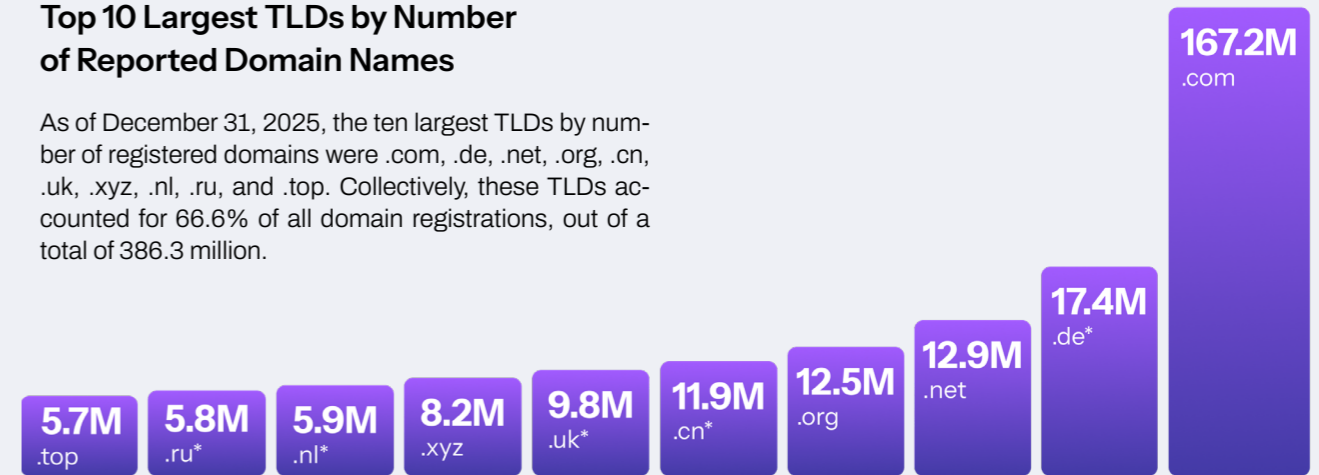 Top 10 Largest TLDs by Number
of Reported Domain Names
As of December 31, 2025, the ten largest TLDs by num-
ber of registered domains were .com, .de, .net, .org, .cn,
.uk, .xyz, .nl, .ru, and .top. Collectively, these TLDs ac-
counted for 66.6% of all domain registrations, out of a
total of 386.3 million.
5.7M
.top
5.8M
.ru*
5.9M
.nl*
8.2M
.xyz
9.8M
.uk*
11.9M
.cn*
12.5M
.org
12.9M
.net
17.4M
.de*
167.2M
.com